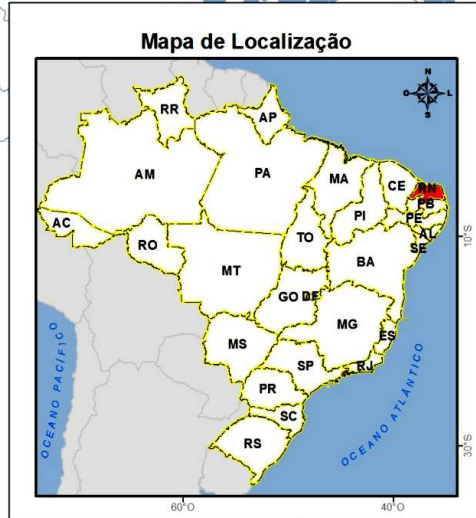 Mapa de Localização
N
O L
S
RR
AP
AM
PA
MA
CE
RN
PB
PI
PE
AL
SE
AC
RO
TO
BA
MT
GO DF
MG
ES
MS
SP
RJ
PR
SC
RS
10°S
30°S
OCEANO PACÍFICO
OCEANO ATLÂNTICO
60°O
40°O